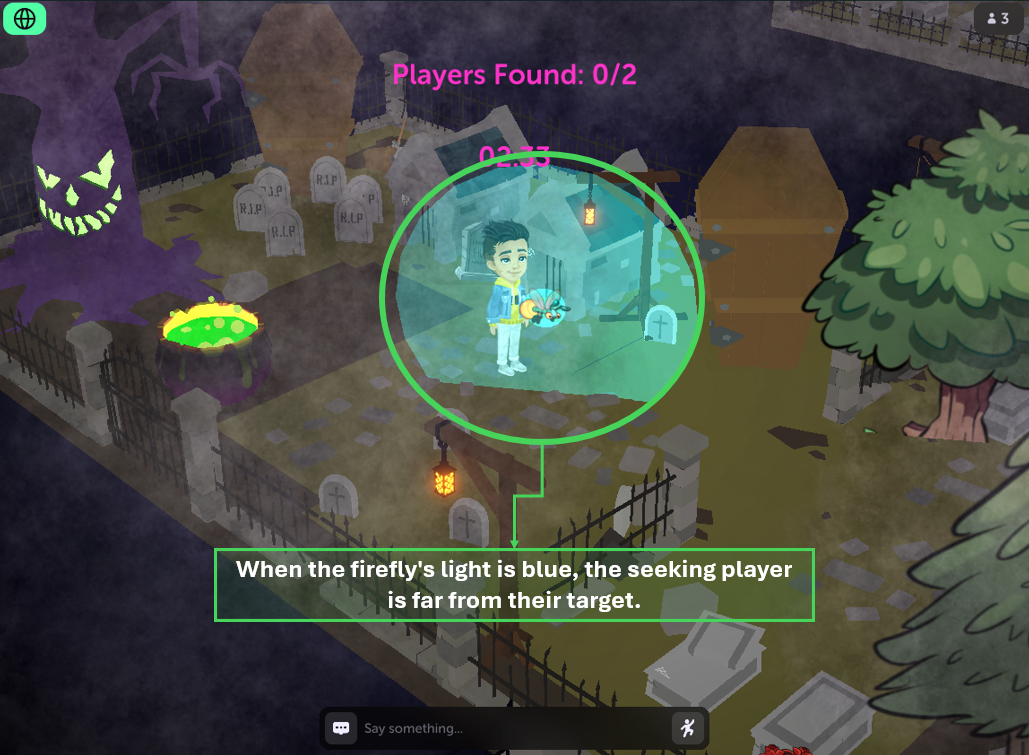 3
Players Found: 0/2
02:33
R.I.P
R.I.P
R.I.P
R.I.P
R.I.P
When the firefly's light is blue, the seeking player
is far from their target.
Say something...